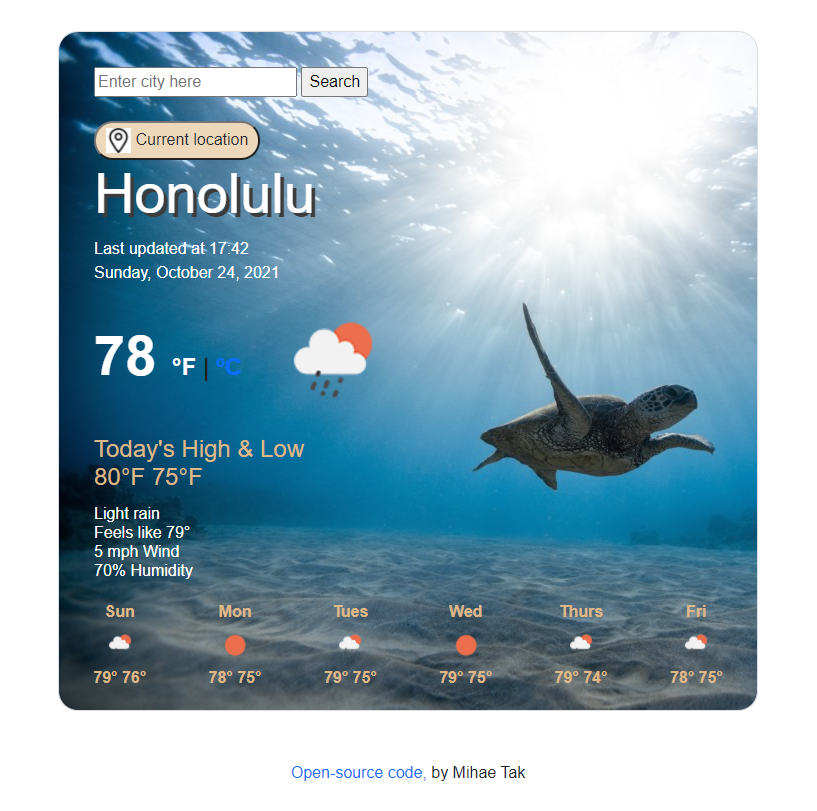 Enter city here Search
Current location
Honolulu
Last updated at 17:42
Sunday, October 24, 2021
78 °F | °C
Today's High & Low
80°F 75°F
Light rain
Feels like 79°
5 mph Wind
70% Humidity
Sun Mon Tues Wed Thurs Fri
79° 76° 78° 75° 79° 75° 79° 75° 79° 74° 78° 75°
Open-source code, by Mihae Tak